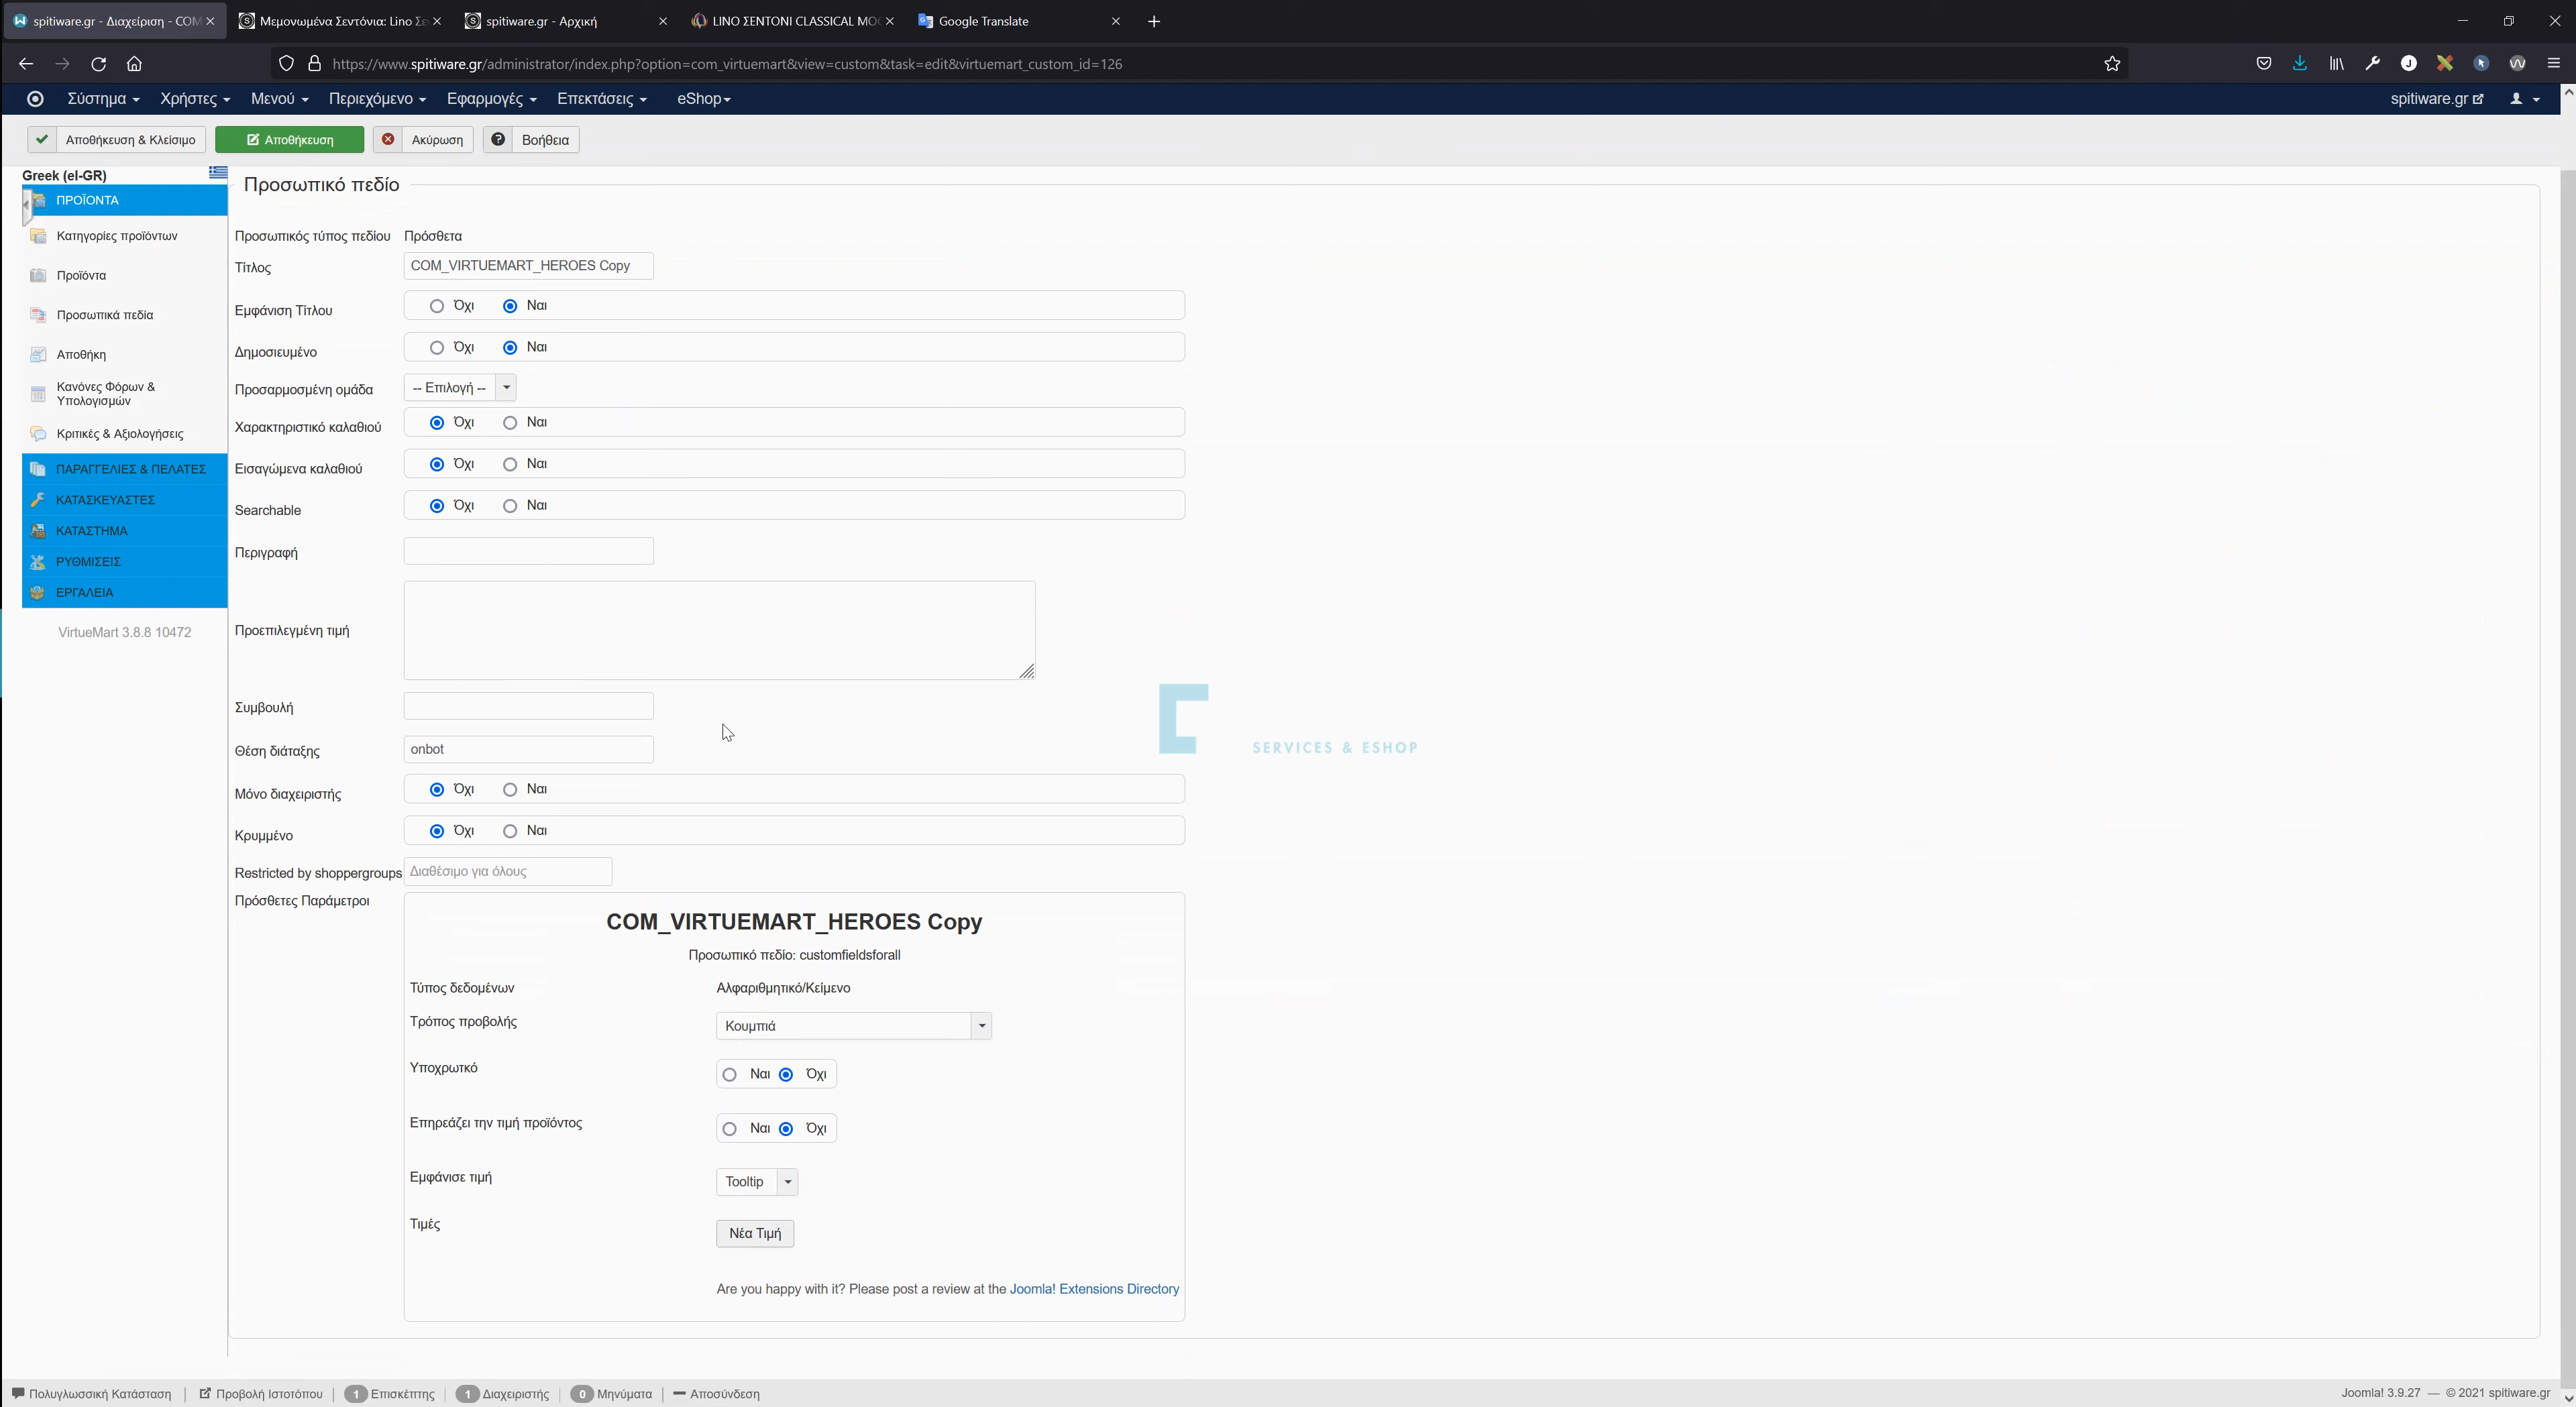 spitiware.gr - Διαχείριση - COM
Μεμονωμένα Σεντόνια: Lino Σε
spitiware.gr - Αρχική
LINO ΣΕΝΤΟΝΙ CLASSICAL MO
Google Translate
https://www.spitiware.gr/administrator/index.php?option=com_virtuemart&view=custom&task=edit&virtuemart_custom_id=126
Σύστημα Χρήστες Μενού Περιεχόμενο Εφαρμογές Επεκτάσεις eShop
spitiware.gr
Αποθήκευση & Κλείσιμο
Αποθήκευση
Ακύρωση
Βοήθεια
Greek (el-GR)
ΠΡΟΪΟΝΤΑ
Κατηγορίες προϊόντων
Προϊόντα
Προσωπικά πεδία
Αποθήκη
Κανόνες Φόρων &
Υπολογισμών
Κριτικές & Αξιολογήσεις
ΠΑΡΑΓΓΕΛΙΕΣ & ΠΕΛΑΤΕΣ
ΚΑΤΑΣΚΕΥΑΣΤΕΣ
ΚΑΤΑΣΤΗΜΑ
ΡΥΘΜΙΣΕΙΣ
ΕΡΓΑΛΕΙΑ
VirtueMart 3.8.8 10472
Προσωπικό πεδίο
Προσωπικός τύπος πεδίου Πρόσθετα
Τίτλος COM_VIRTUEMART_HEROES Copy
Εμφάνιση Τίτλου Όχι Ναι
Δημοσιευμένο Όχι Ναι
Προσαρμοσμένη ομάδα -- Επιλογή --
Χαρακτηριστικό καλαθιού Όχι Ναι
Εισαγώμενα καλαθιού Όχι Ναι
Searchable Όχι Ναι
Περιγραφή
Προεπιλεγμένη τιμή
Συμβουλή
SERVICES & ESHOP
Θέση διάταξης onbot
Μόνο διαχειριστής Όχι Ναι
Κρυμμένο Όχι Ναι
Restricted by shoppergroups Διαθέσιμο για όλους
Πρόσθετες Παράμετροι
COM_VIRTUEMART_HEROES Copy
Προσωπικό πεδίο: customfieldsforall
Τύπος δεδομένων Αλφαριθμητικό/Κείμενο
Τρόπος προβολής Κουμπιά
Υποχρωτκό Ναι Όχι
Επηρεάζει την τιμή προϊόντος Ναι Όχι
Εμφάνισε τιμή Tooltip
Τιμές Νέα Τιμή
Are you happy with it? Please post a review at the Joomla! Extensions Directory
Πολυγλωσσική Κατάσταση | Προβολή Ιστοτόπου | 1 Επισκέπτης | 1 Διαχειριστής | 0 Μηνύματα | Αποσύνδεση
Joomla! 3.9.27 — © 2021 spitiware.gr